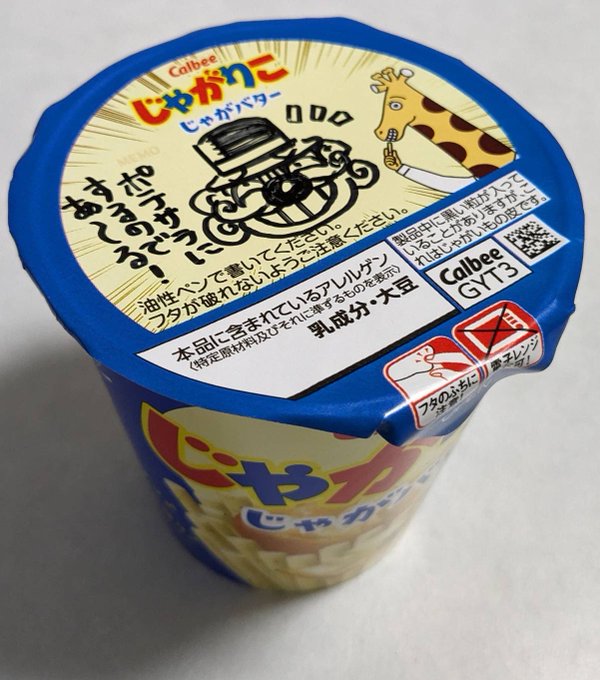 Calbee
じゃがりこ
じゃがバター
MEMO
ポテサラに
するのであ〜る!
油性ペンで書いてください。
フタが破れないようご注意ください。
製品中に黒い粒が入って
いることがありますが、こ
れはじゃがいもの皮です。
本品に含まれているアレルゲン
(特定原材料及びそれに準ずるものを表示)
乳成分・大豆
Calbee
GYT3
フタのふちに
注意!
電子レンジ
不可!
じゃが
じゃがバ